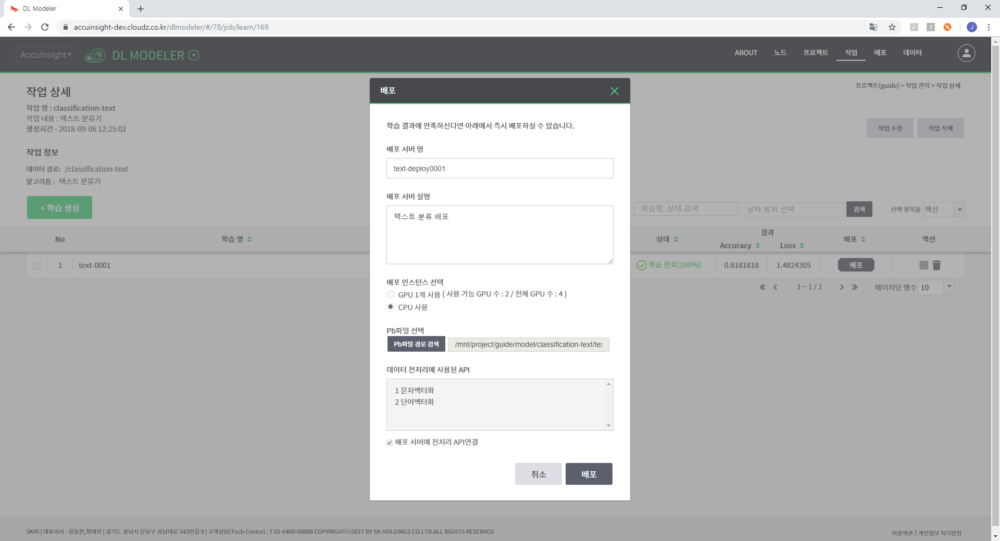 DL Modeler
accuinsight-dev.cloudz.co.kr/dlmodeler/#/78/job/learn/169
J
AccuInsight+
DL MODELER
ABOUT 노드 프로젝트 작업 배포 데이터
프로젝트(guide) > 작업 관리 > 작업 상세
작업 상세
작업 명 : classification-text
작업 내용 : 텍스트 분류기
생성시간 - 2018-09-06 12:25:02
작업 수정 작업 삭제
작업 정보
데이터 경로: /classification-text
알고리즘 : 텍스트 분류기
+ 학습 생성
학습명, 상태 검색 날짜 범위 선택 검색 선택 항목을 액션
No 학습 명 상태 결과 배포 액션
Accuracy Loss
1 text-0001 학습 완료(100%) 0.8181818 1.4824305 배포
1 ~ 1 / 1 페이지당 행수 10
배포
학습 결과에 만족하신다면 아래에서 즉시 배포하실 수 있습니다.
배포 서버 명
text-deploy0001
배포 서버 설명
텍스트 분류 배포
배포 인스턴스 선택
GPU 1개 사용 ( 사용 가능 GPU 수 : 2 / 전체 GPU 수 : 4 )
CPU 사용
Pb파일 선택
Pb파일 경로 검색 /mnt/project/guide/model/classification-text/te
데이터 전처리에 사용된 API
1 문자벡터화
2 단어벡터화
배포 서버에 전처리 API연결
취소 배포
SK㈜ | 대표이사 : 장동현,최태원 | 경기도 성남시 분당구 성남대로 343번길 9 | 고객상담(Tech Center) : T 02-6400-00000 COPYRIGHTⓒ2017 BY SK HOLDINGS CO.LTD.ALL RIGHTS RESERVED
이용약관 | 개인정보 처리방침